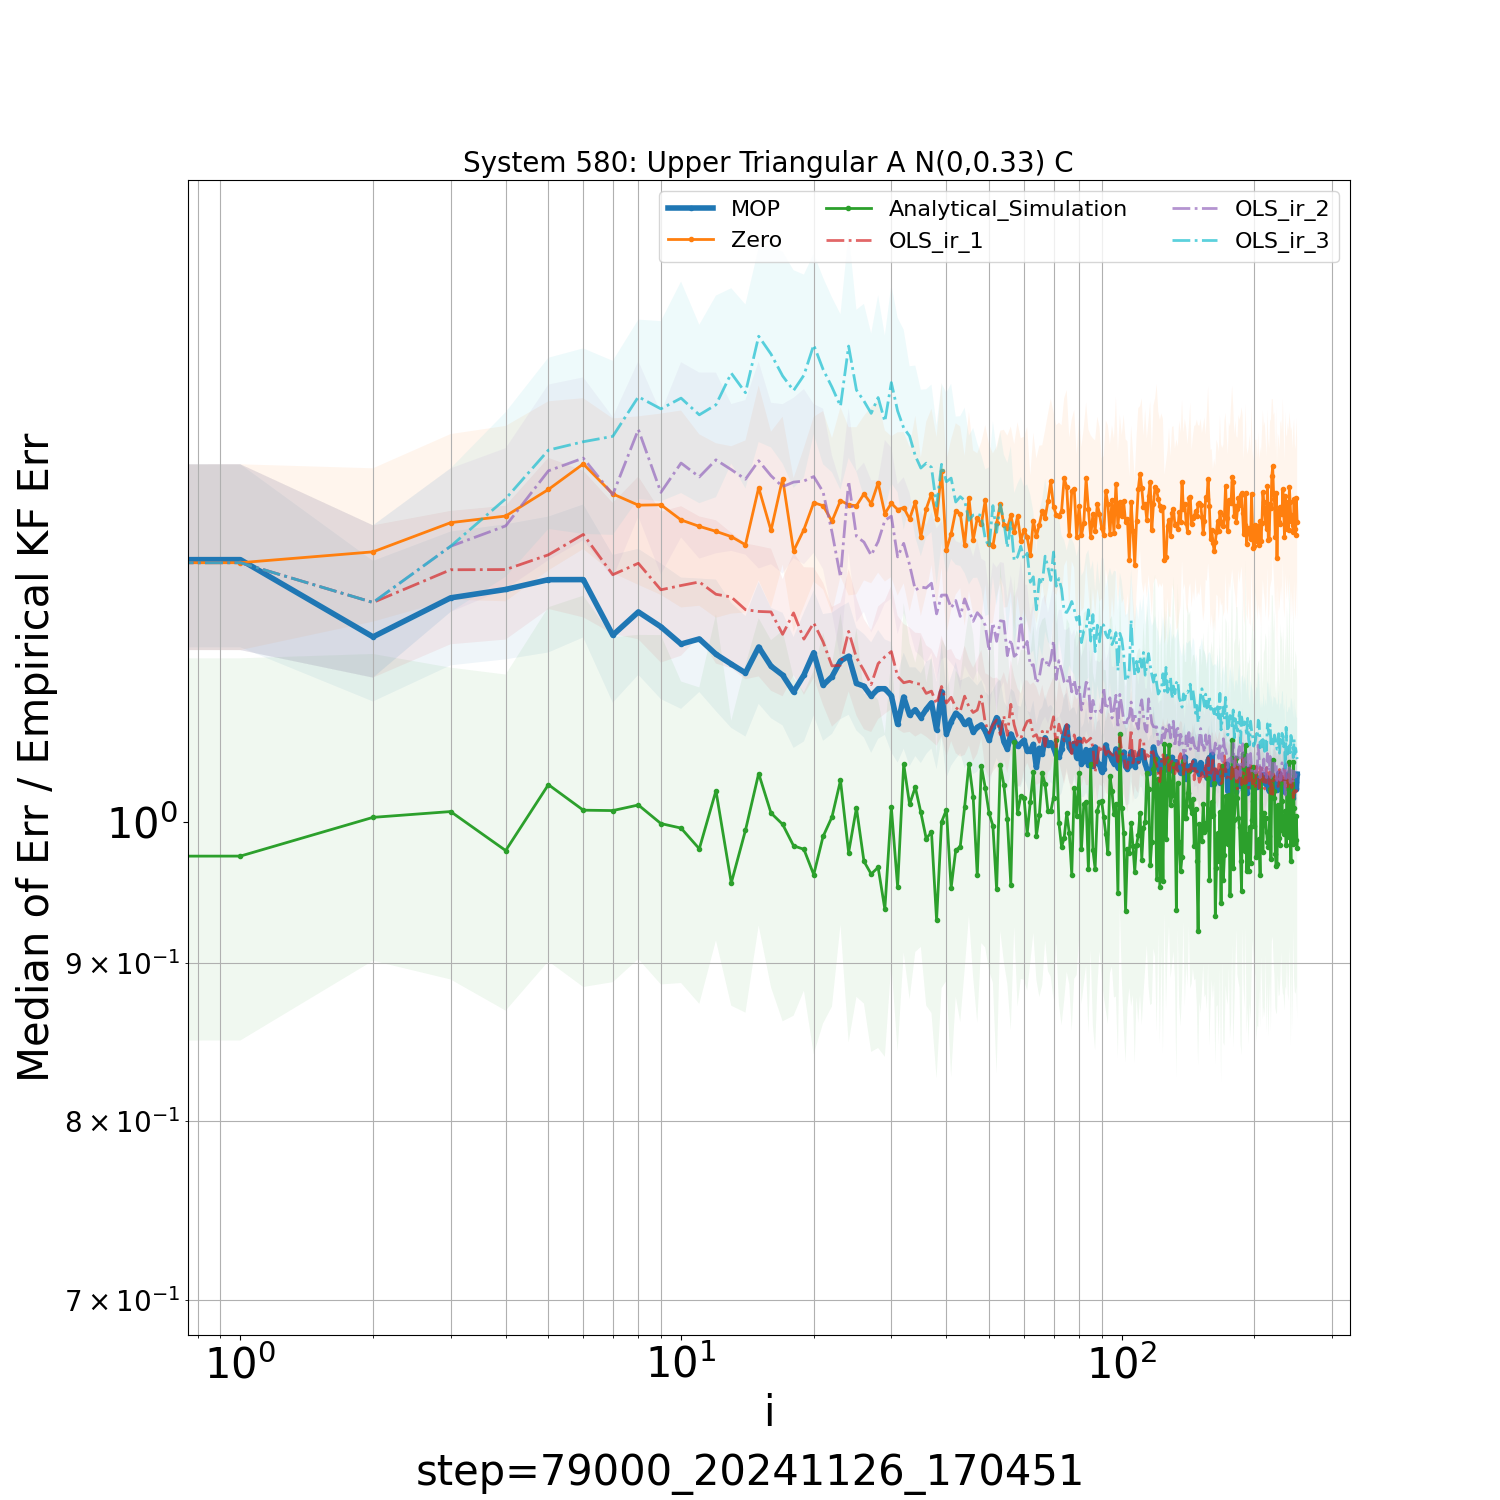 System 580: Upper Triangular A N(0,0.33) C
MOP
Zero
Analytical_Simulation
OLS_ir_1
OLS_ir_2
OLS_ir_3
Median of Err / Empirical KF Err
10⁰
9 × 10⁻¹
8 × 10⁻¹
7 × 10⁻¹
10⁰ 10¹ 10²
i
step=79000_20241126_170451